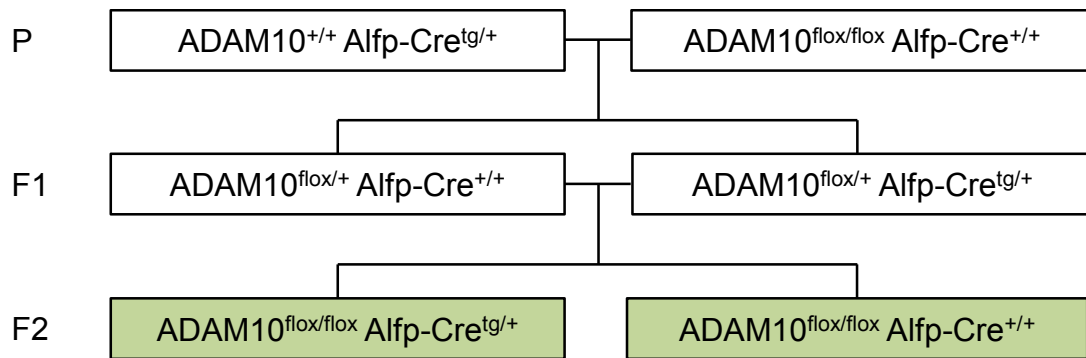 P ADAM10+/+ Alfp-Cretg/+ ADAM10flox/flox Alfp-Cre+/+
F1 ADAM10flox/+ Alfp-Cre+/+ ADAM10flox/+ Alfp-Cretg/+
F2 ADAM10flox/flox Alfp-Cretg/+ ADAM10flox/flox Alfp-Cre+/+